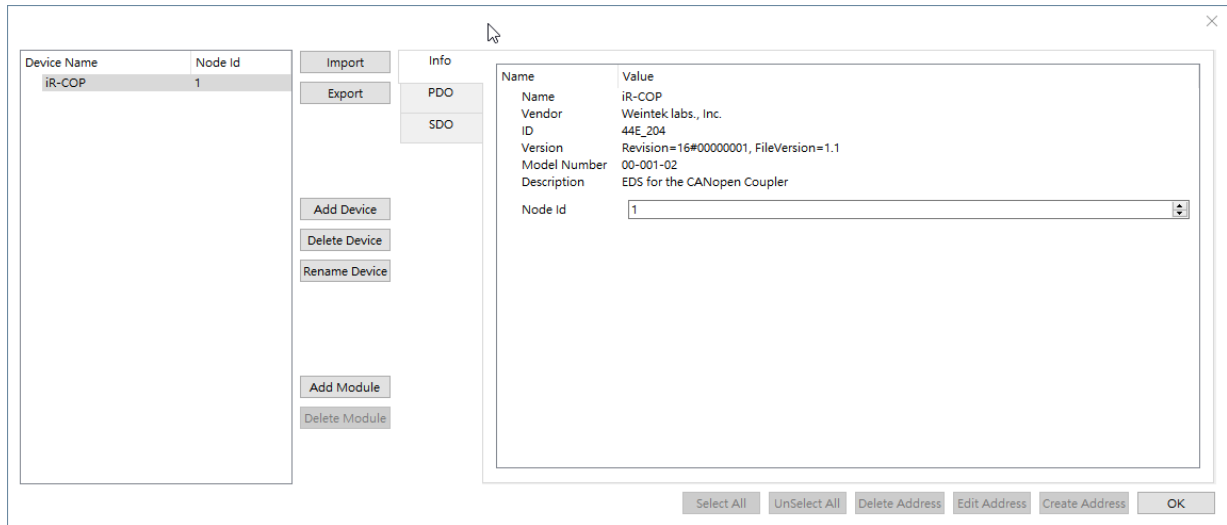 Device Name Node Id
iR-COP 1
Import
Export
Add Device
Delete Device
Rename Device
Add Module
Delete Module
Info
PDO
SDO
Name Value
Name iR-COP
Vendor Weintek labs., Inc.
ID 44E_204
Version Revision=16#00000001, FileVersion=1.1
Model Number 00-001-02
Description EDS for the CANopen Coupler
Node Id 1
Select All UnSelect All Delete Address Edit Address Create Address OK